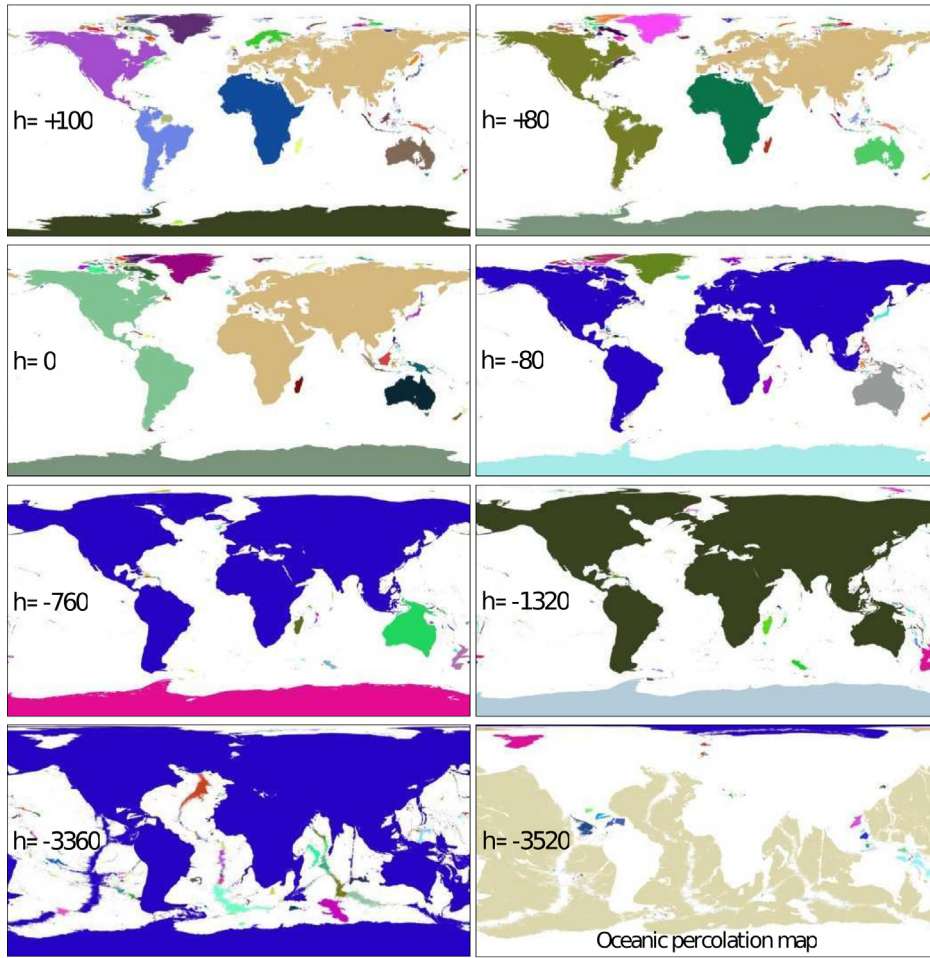 h= +100
h= +80
h= 0
h= -80
h= -760
h= -1320
h= -3360
h= -3520
Oceanic percolation map